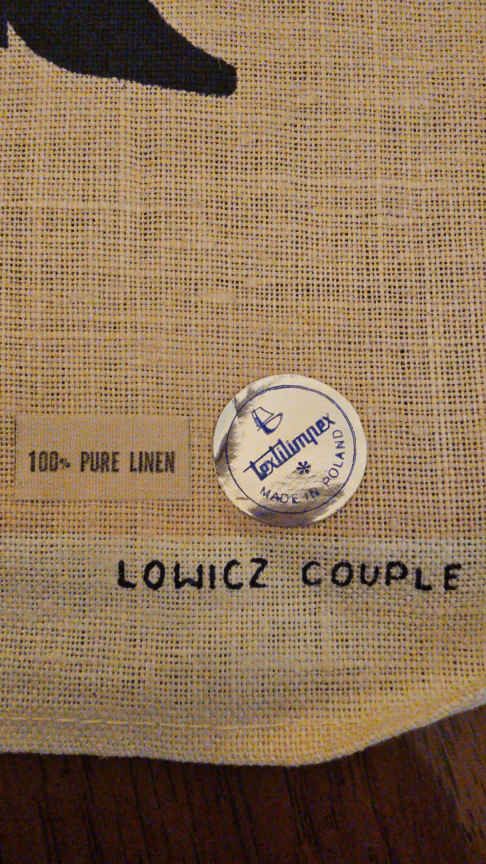 100% PURE LINEN
textilimpex
MADE IN POLAND
LOWICZ COUPLE